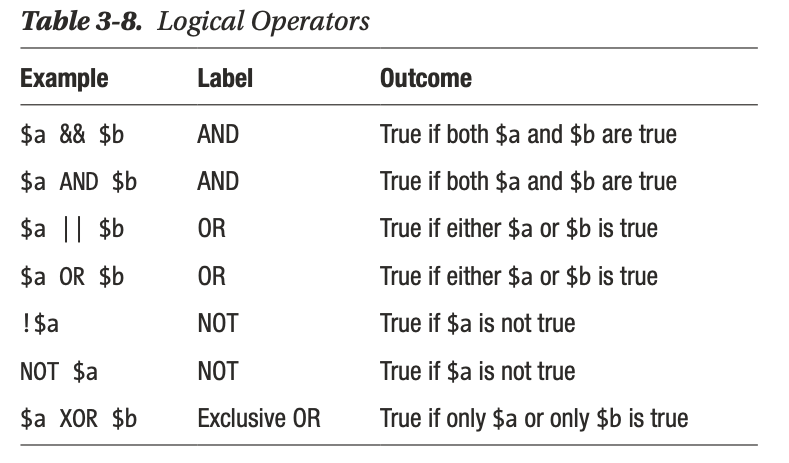 Table 3-8. Logical Operators
Example Label Outcome
$a && $b AND True if both $a and $b are true
$a AND $b AND True if both $a and $b are true
$a || $b OR True if either $a or $b is true
$a OR $b OR True if either $a or $b is true
!$a NOT True if $a is not true
NOT $a NOT True if $a is not true
$a XOR $b Exclusive OR True if only $a or only $b is true